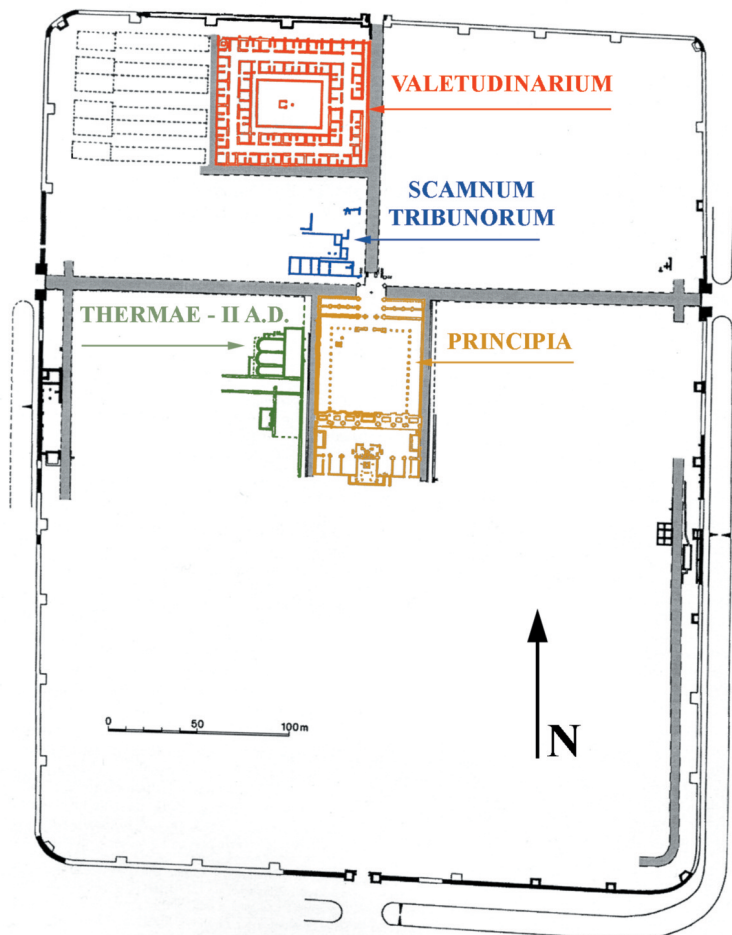 VALETUDINARIUM
SCAMNUM
TRIBUNORUM
THERMAE - II A.D.
PRINCIPIA
0 50 100m
N